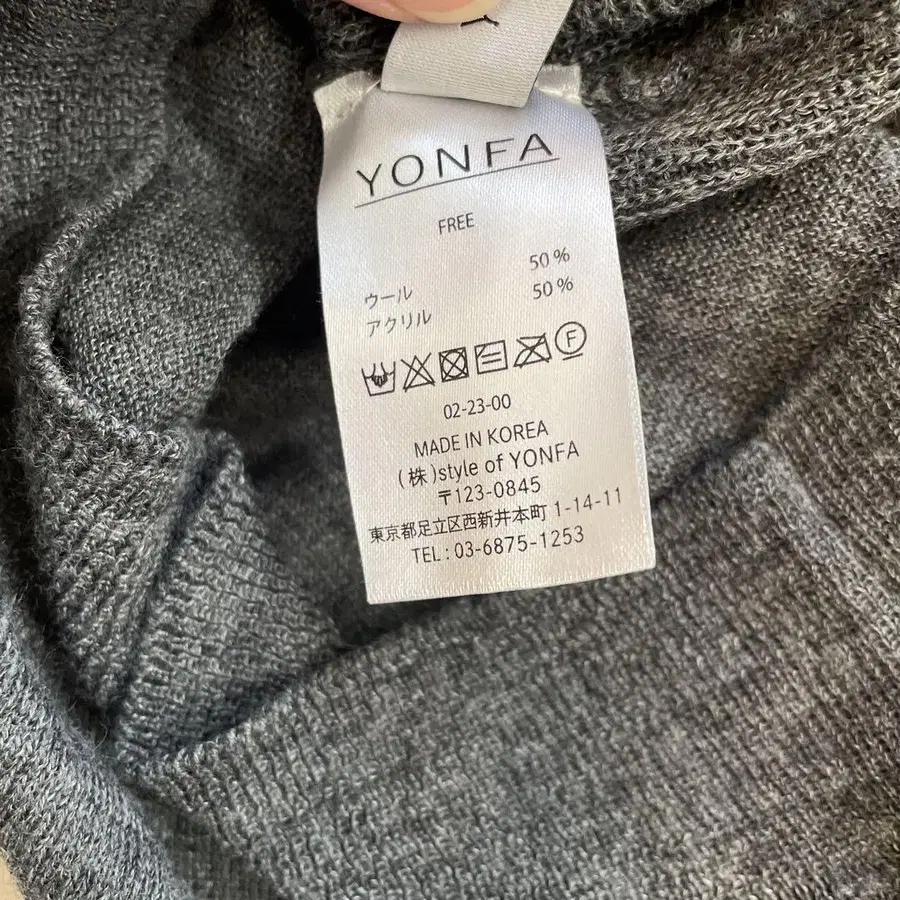 YONFA
FREE
ウール 50%
アクリル 50%
F
02-23-00
MADE IN KOREA
(株)style of YONFA
〒123-0845
東京都足立区西新井本町 1-14-11
TEL : 03-6875-1253